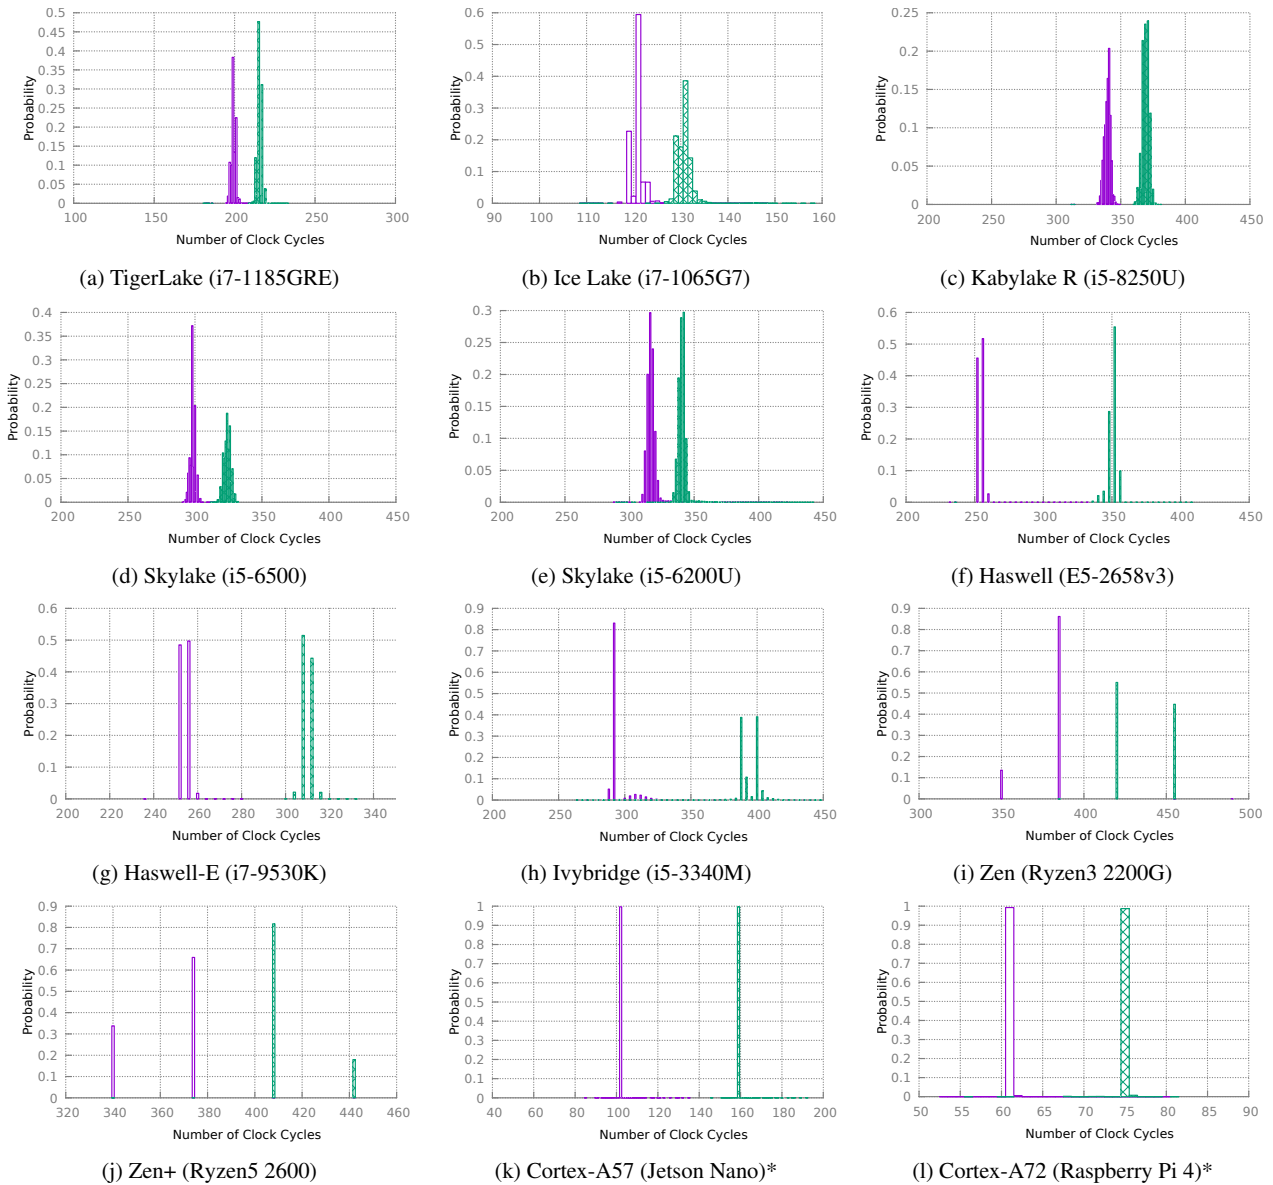 0.5
0.45
0.4
0.35
0.3
0.25
0.2
0.15
0.1
0.05
0
Probability
100 150 200 250 300
Number of Clock Cycles
(a) TigerLake (i7-1185GRE)
0.6
0.5
0.4
0.3
0.2
0.1
0
Probability
90 100 110 120 130 140 150 160
Number of Clock Cycles
(b) Ice Lake (i7-1065G7)
0.25
0.2
0.15
0.1
0.05
0
Probability
200 250 300 350 400 450
Number of Clock Cycles
(c) Kabylake R (i5-8250U)
0.4
0.35
0.3
0.25
0.2
0.15
0.1
0.05
0
Probability
200 250 300 350 400 450
Number of Clock Cycles
(d) Skylake (i5-6500)
0.3
0.25
0.2
0.15
0.1
0.05
0
Probability
200 250 300 350 400 450
Number of Clock Cycles
(e) Skylake (i5-6200U)
0.6
0.5
0.4
0.3
0.2
0.1
0
Probability
200 250 300 350 400 450
Number of Clock Cycles
(f) Haswell (E5-2658v3)
0.6
0.5
0.4
0.3
0.2
0.1
0
Probability
200 220 240 260 280 300 320 340
Number of Clock Cycles
(g) Haswell-E (i7-9530K)
0.9
0.8
0.7
0.6
0.5
0.4
0.3
0.2
0.1
0
Probability
200 250 300 350 400 450
Number of Clock Cycles
(h) Ivybridge (i5-3340M)
0.9
0.8
0.7
0.6
0.5
0.4
0.3
0.2
0.1
0
Probability
300 350 400 450 500
Number of Clock Cycles
(i) Zen (Ryzen3 2200G)
0.9
0.8
0.7
0.6
0.5
0.4
0.3
0.2
0.1
0
Probability
320 340 360 380 400 420 440 460
Number of Clock Cycles
(j) Zen+ (Ryzen5 2600)
1
0.9
0.8
0.7
0.6
0.5
0.4
0.3
0.2
0.1
0
Probability
40 60 80 100 120 140 160 180 200
Number of Clock Cycles
(k) Cortex-A57 (Jetson Nano)*
1
0.9
0.8
0.7
0.6
0.5
0.4
0.3
0.2
0.1
0
Probability
50 55 60 65 70 75 80 85 90
Number of Clock Cycles
(l) Cortex-A72 (Raspberry Pi 4)*